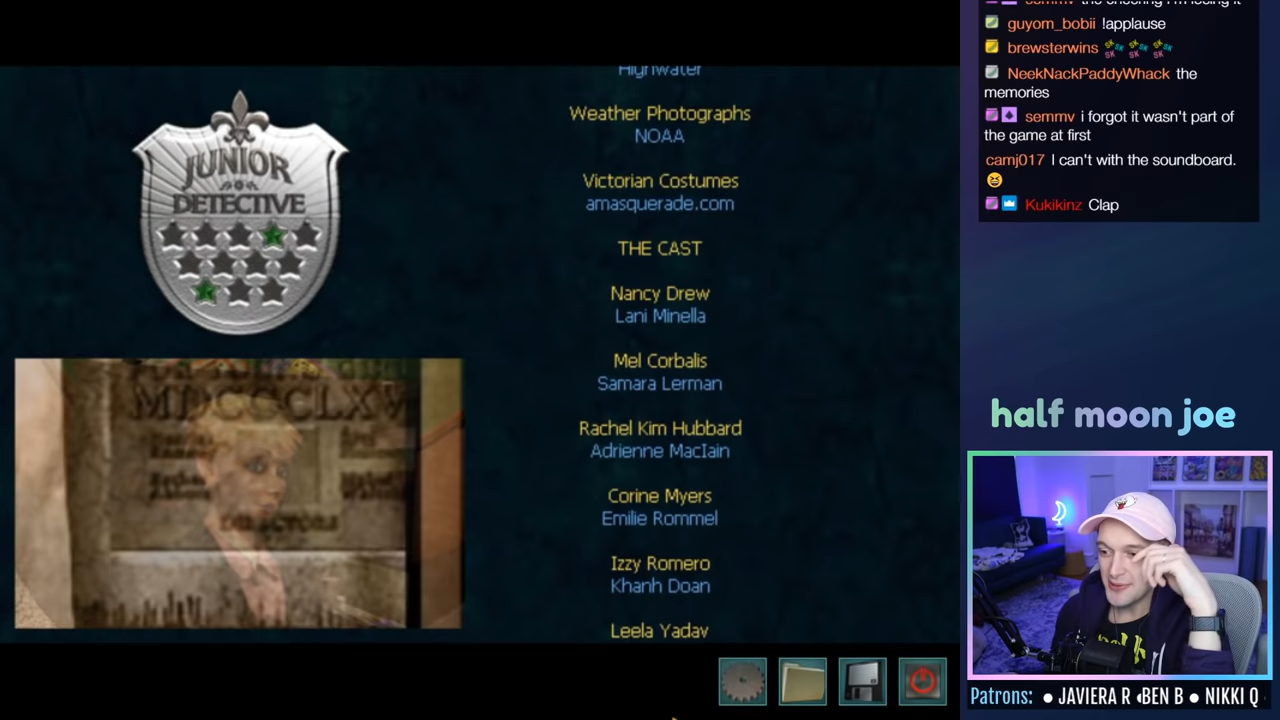 Highwater
Weather Photographs
NOAA
Victorian Costumes
amasquerade.com
THE CAST
Nancy Drew
Lani Minella
Mel Corbalis
Samara Lerman
Rachel Kim Hubbard
Adrienne MacIain
Corine Myers
Emilie Rommel
Izzy Romero
Khanh Doan
Leela Yadav
JUNIOR
DETECTIVE
MDCCCLXV
DIRECTORS
guyom_bobii !applause
brewsterwins
NeekNackPaddyWhack the
memories
semmv i forgot it wasn't part of
the game at first
camj017 I can't with the soundboard.
Kukikinz Clap
half moon joe
Patrons: ● JAVIERA R ● BEN B ● NIKKI Q